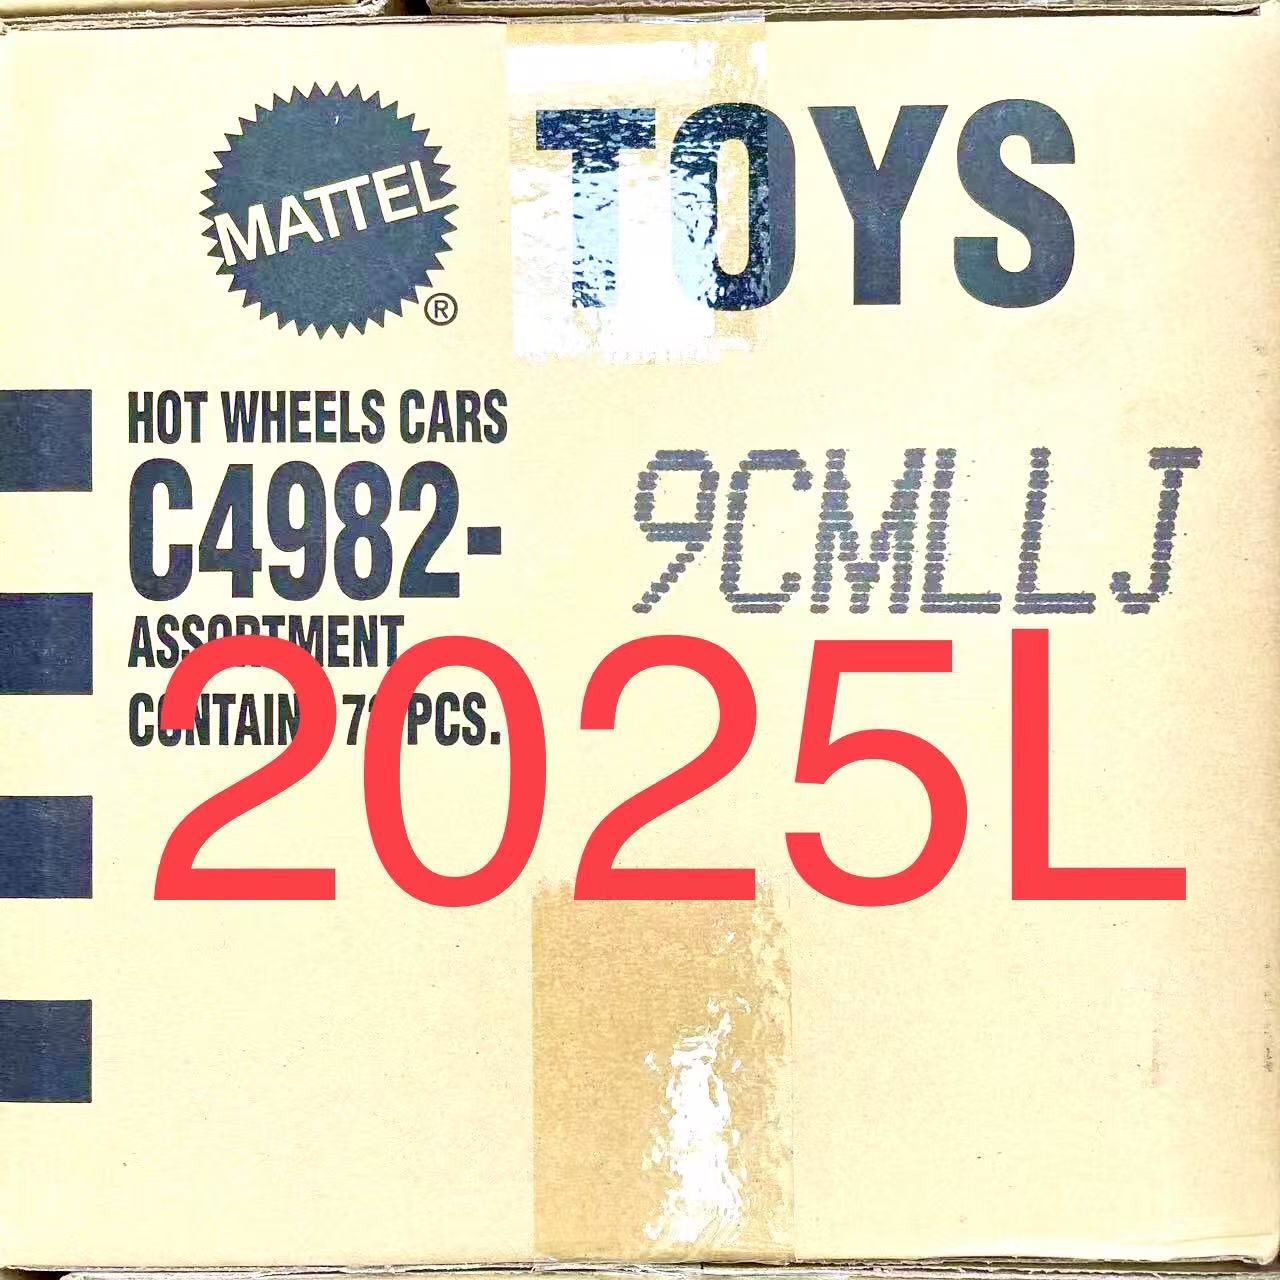 MATTEL ® TOYS
HOT WHEELS CARS
C4982-
9CMLLJ
ASSORTMENT
PCS.
2025L